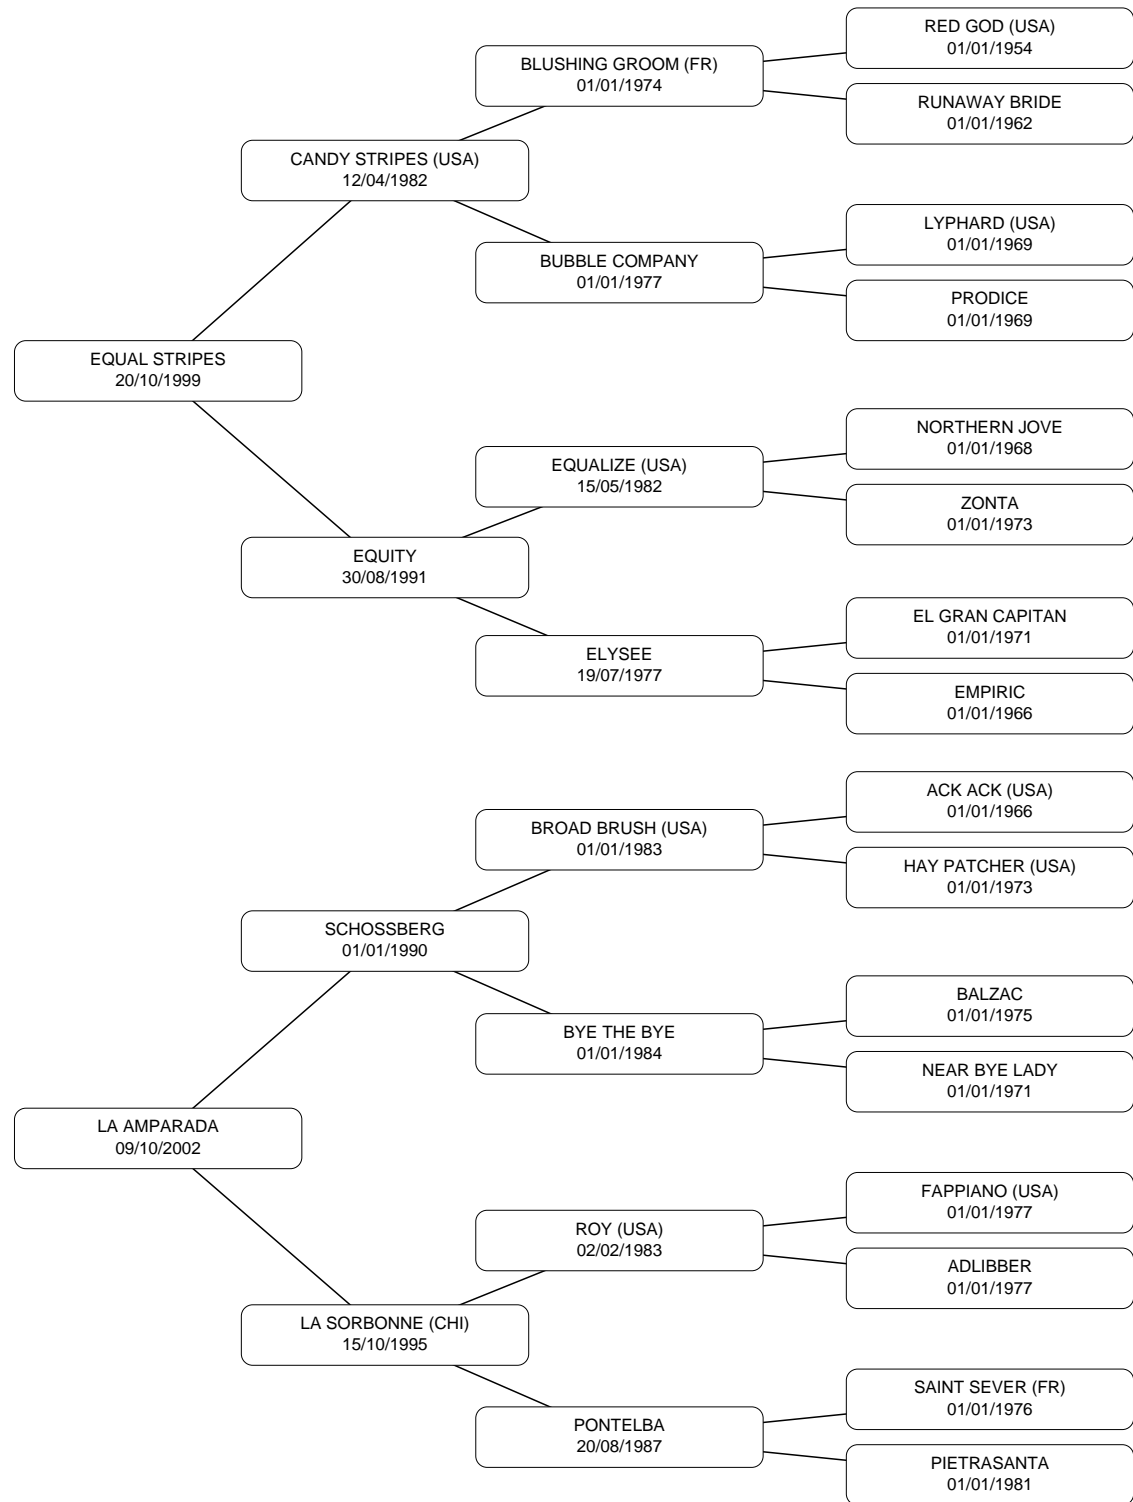 RED GOD (USA)
01/01/1954
BLUSHING GROOM (FR)
01/01/1974
RUNAWAY BRIDE
01/01/1962
CANDY STRIPES (USA)
12/04/1982
LYPHARD (USA)
01/01/1969
BUBBLE COMPANY
01/01/1977
PRODICE
01/01/1969
EQUAL STRIPES
20/10/1999
NORTHERN JOVE
01/01/1968
EQUALIZE (USA)
15/05/1982
ZONTA
01/01/1973
EQUITY
30/08/1991
EL GRAN CAPITAN
01/01/1971
ELYSEE
19/07/1977
EMPIRIC
01/01/1966
ACK ACK (USA)
01/01/1966
BROAD BRUSH (USA)
01/01/1983
HAY PATCHER (USA)
01/01/1973
SCHOSSBERG
01/01/1990
BALZAC
01/01/1975
BYE THE BYE
01/01/1984
NEAR BYE LADY
01/01/1971
LA AMPARADA
09/10/2002
FAPPIANO (USA)
01/01/1977
ROY (USA)
02/02/1983
ADLIBBER
01/01/1977
LA SORBONNE (CHI)
15/10/1995
SAINT SEVER (FR)
01/01/1976
PONTELBA
20/08/1987
PIETRASANTA
01/01/1981